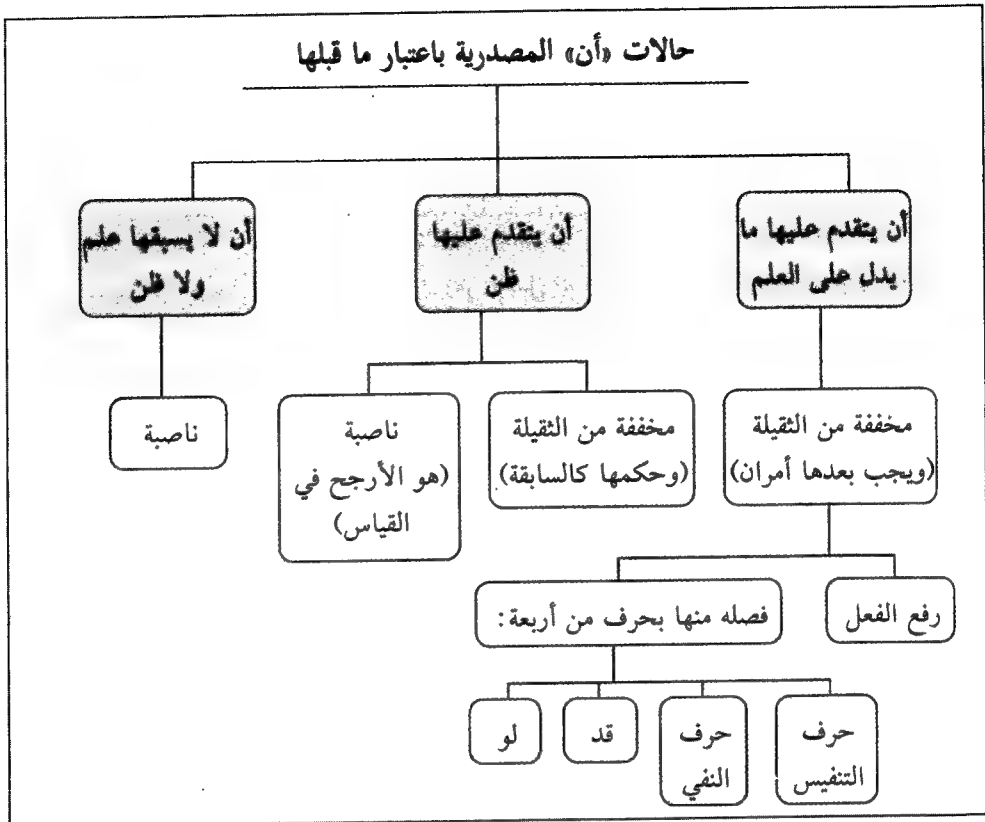 حالات «أن» المصدرية باعتبار ما قبلها
أن يتقدم عليها ما
يدل على العلم
أن يتقدم عليها
ظن
أن لا يسبقها علم
ولا ظن
مخففة من الثقيلة
(ويجب بعدها أمران)
مخففة من الثقيلة
(وحكمها كالسابقة)
ناصبة
(هو الأرجح في
القياس)
ناصبة
رفع الفعل
فصله منها بحرف من أربعة:
حرف
التنفيس
حرف
النفي
قد
لو